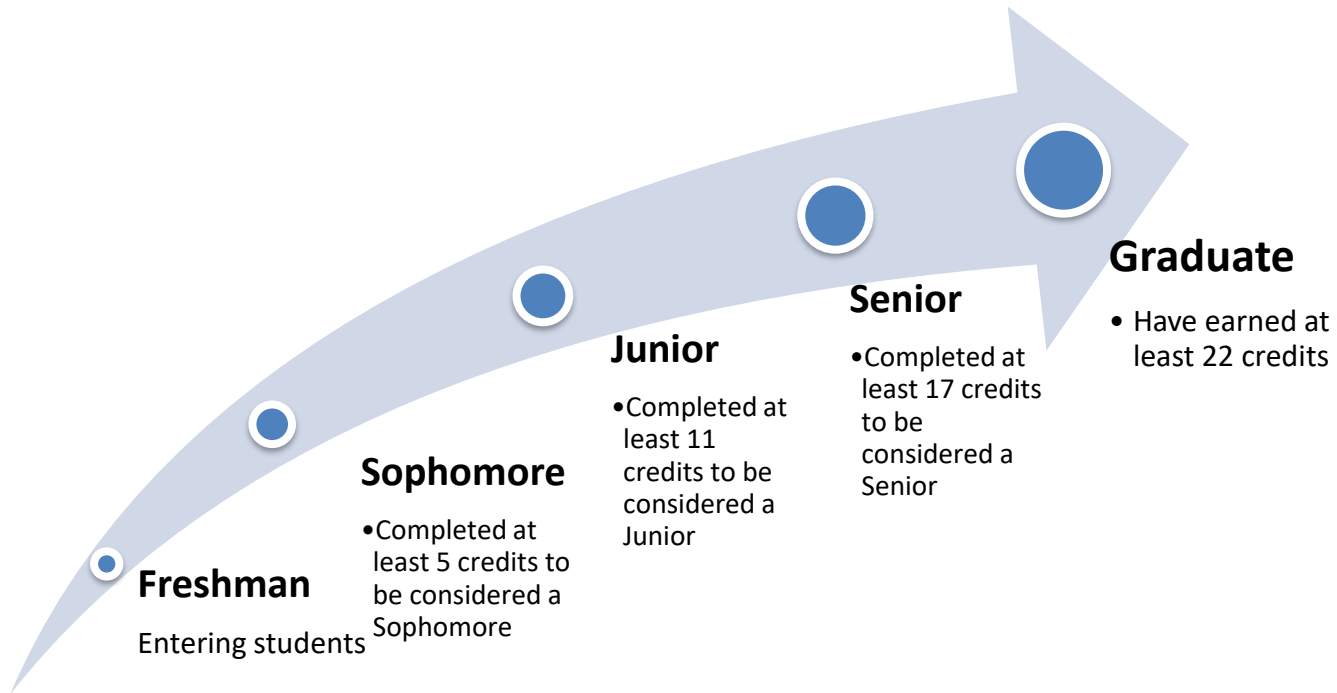 Freshman
Entering students
Sophomore
•Completed at
least 5 credits to
be considered a
Sophomore
Junior
•Completed at
least 11
credits to be
considered a
Junior
Senior
•Completed at
least 17 credits
to be
considered a
Senior
Graduate
• Have earned at
least 22 credits